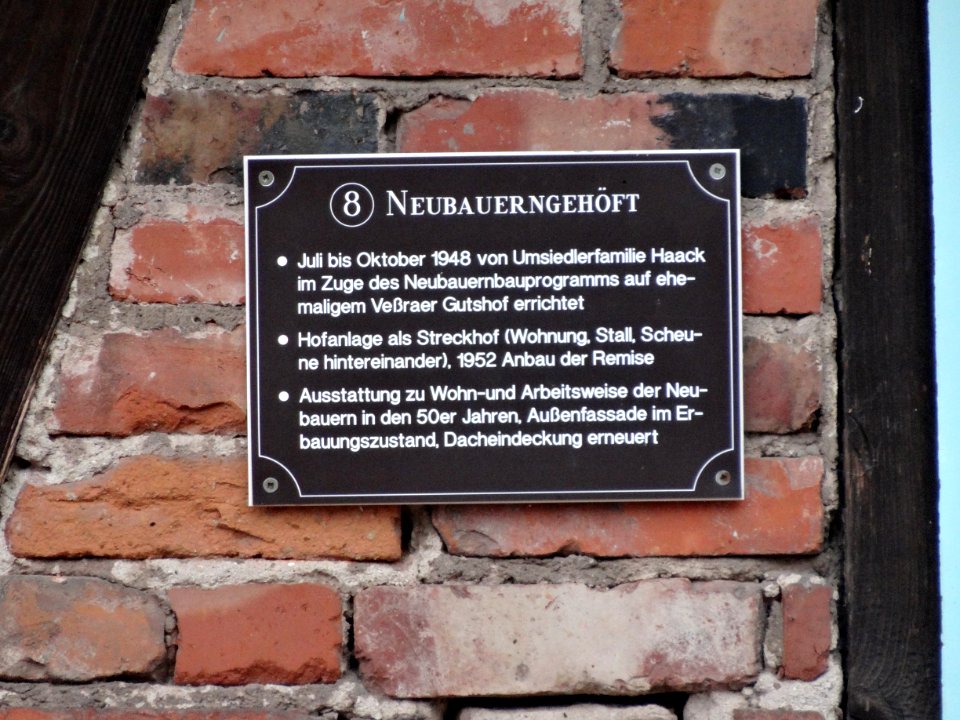 8 NEUBAUERNGEHÖFT
• Juli bis Oktober 1948 von Umsiedlerfamilie Haack
im Zuge des Neubauernbauprogramms auf ehe-
maligem Veßraer Gutshof errichtet
• Hofanlage als Streckhof (Wohnung, Stall, Scheu-
ne hintereinander), 1952 Anbau der Remise
• Ausstattung zu Wohn-und Arbeitsweise der Neu-
bauern in den 50er Jahren, Außenfassade im Er-
bauungszustand, Dacheindeckung erneuert